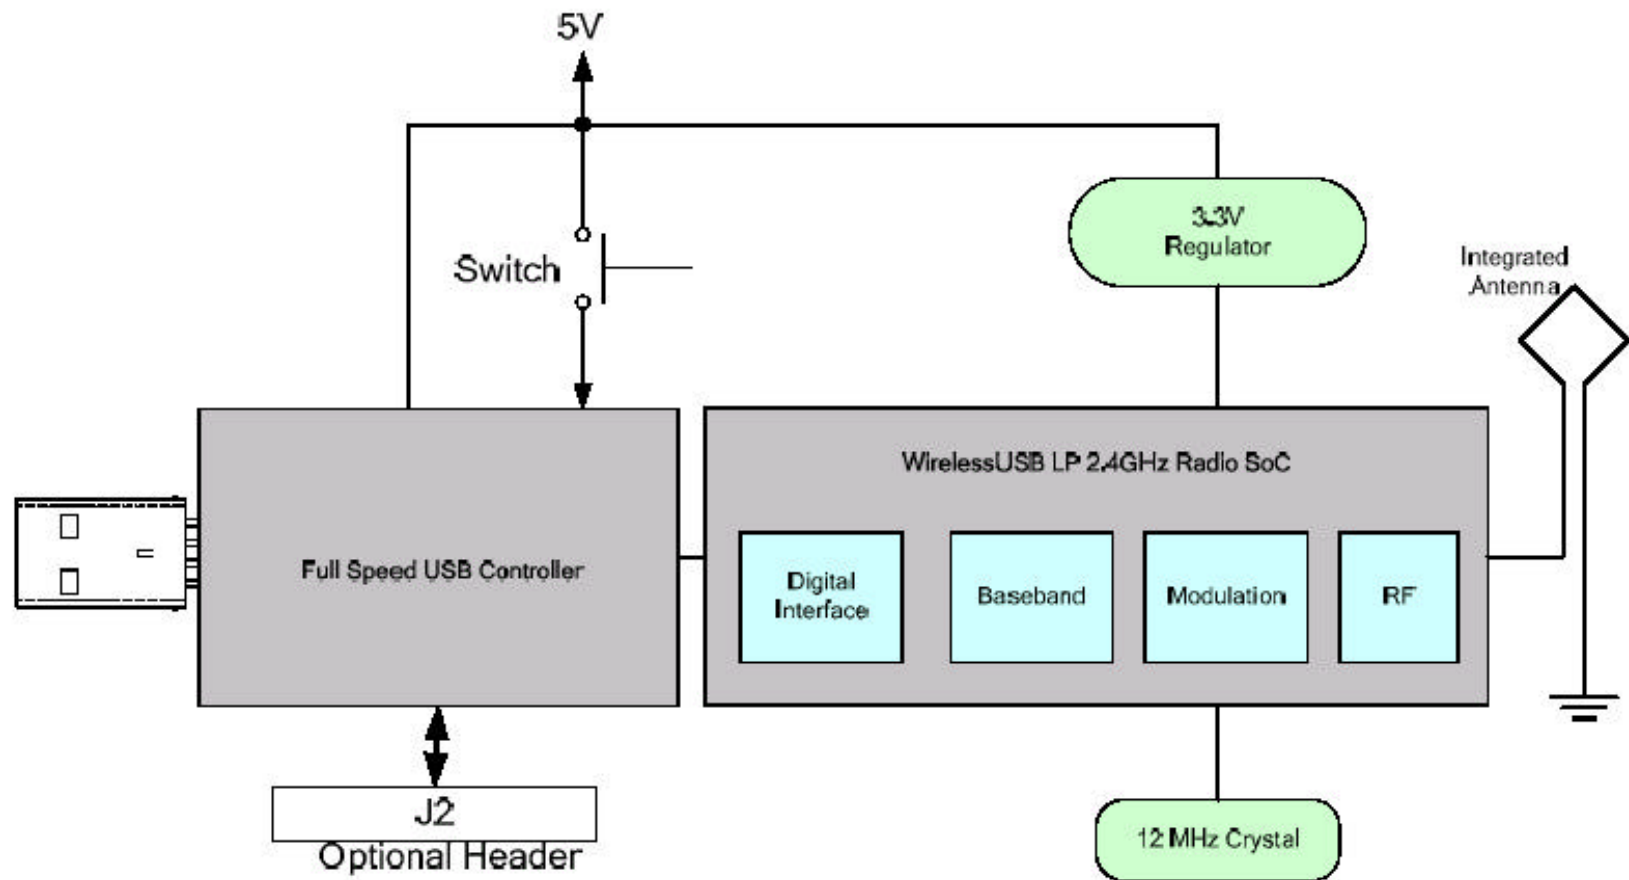 5V
3.3V
Regulator
Switch
Integrated
Antenna
WirelessUSB LP 2.4GHz Radio SoC
Full Speed USB Controller
Digital
Interface
Baseband
Modulation
RF
J2
Optional Header
12 MHz Crystal